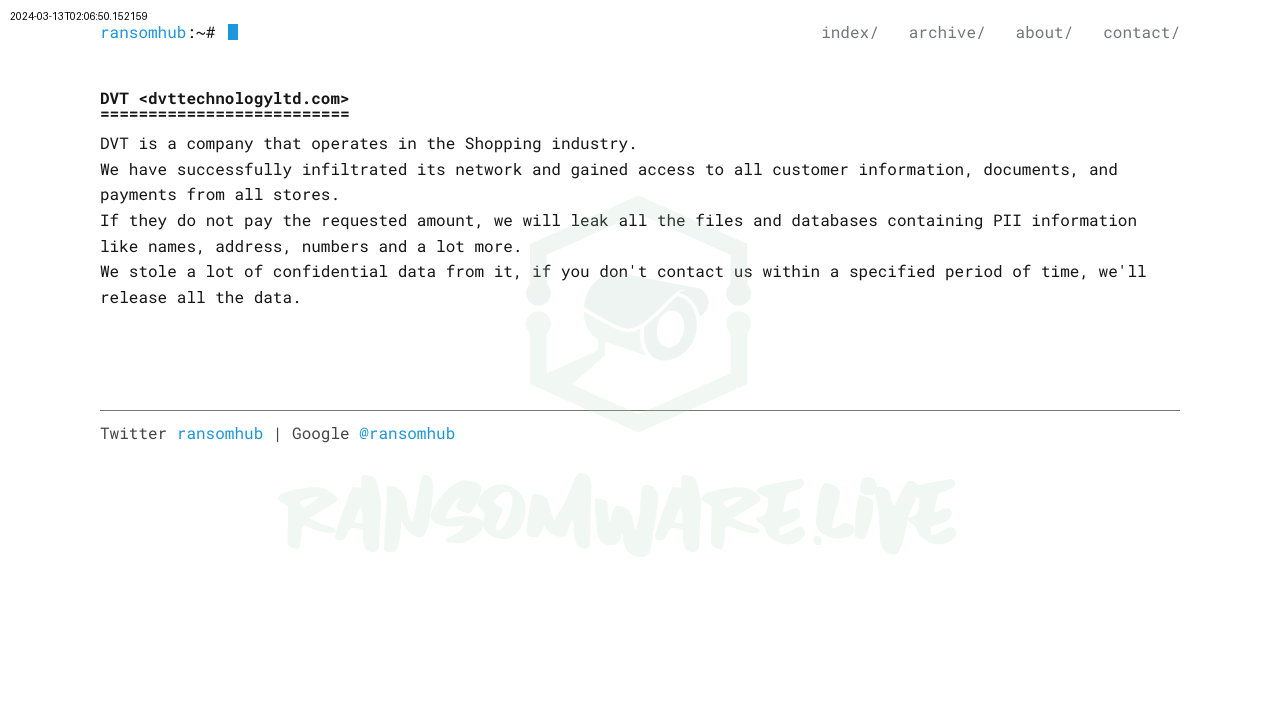 2024-03-13T02:06:50.152159
ransomhub:~#
index/ archive/ about/ contact/
DVT <dvttechnologyltd.com>
==========================
DVT is a company that operates in the Shopping industry.
We have successfully infiltrated its network and gained access to all customer information, documents, and
payments from all stores.
If they do not pay the requested amount, we will leak all the files and databases containing PII information
like names, address, numbers and a lot more.
We stole a lot of confidential data from it, if you don't contact us within a specified period of time, we'll
release all the data.
Twitter ransomhub | Google @ransomhub
RANSOMWARE.LIVE